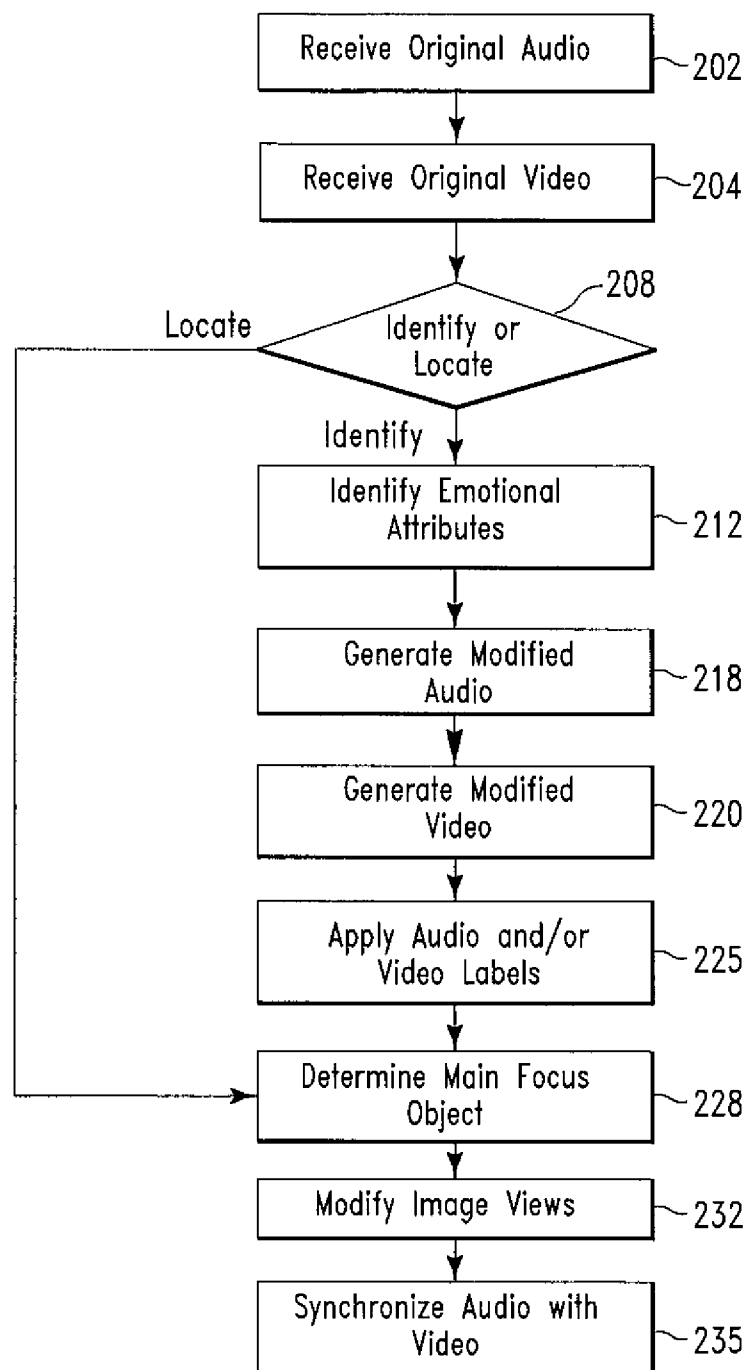 Receive Original Audio
202
Receive Original Video
204
208
Locate
Identify or
Locate
Identify
Identify Emotional
Attributes
212
Generate Modified
Audio
218
Generate Modified
Video
220
Apply Audio and/or
Video Labels
225
Determine Main Focus
Object
228
Modify Image Views
232
Synchronize Audio with
Video
235